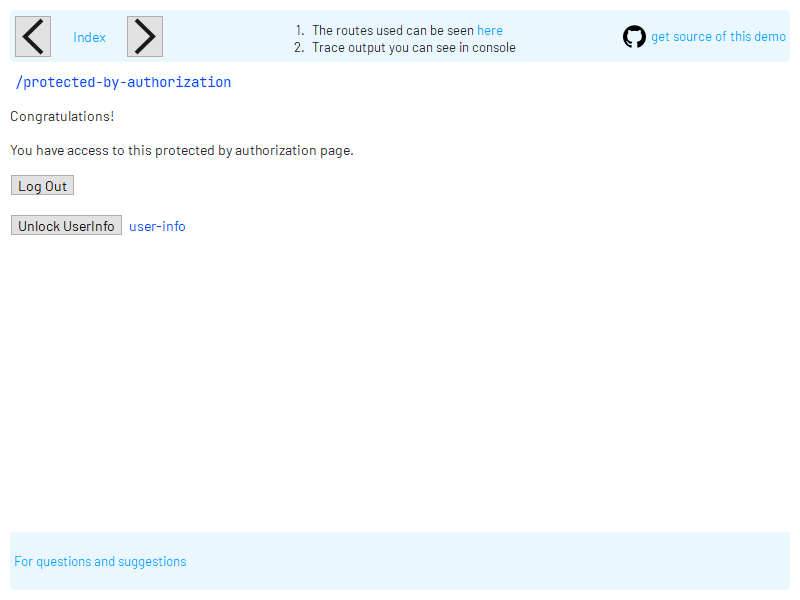 Index
1. The routes used can be seen here
2. Trace output you can see in console
get source of this demo
/protected-by-authorization
Congratulations!
You have access to this protected by authorization page.
Log Out
Unlock UserInfo user-info
For questions and suggestions